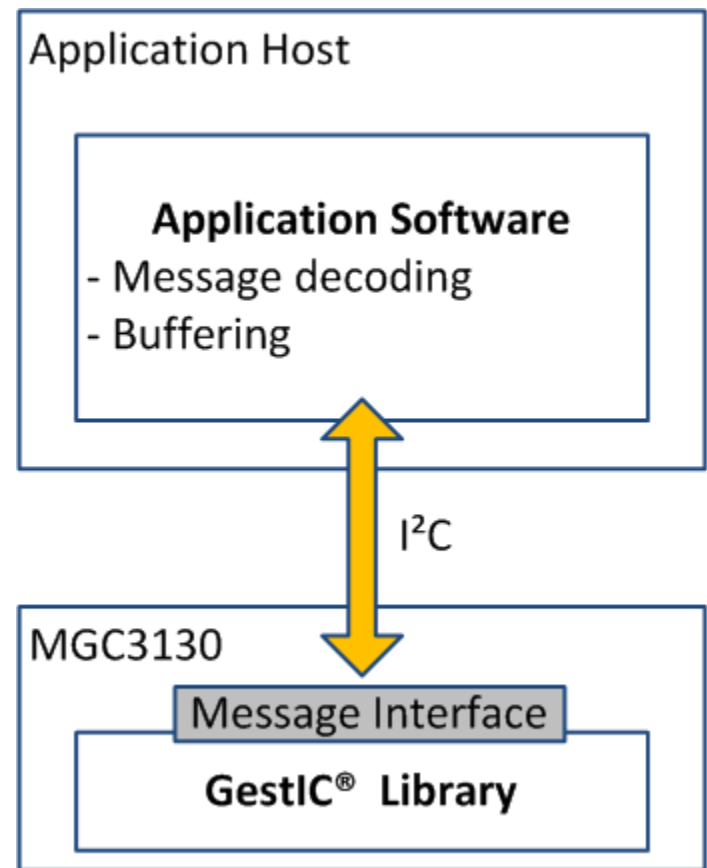 Application Host
Application Software
- Message decoding
- Buffering
I²C
MGC3130
Message Interface
GestIC® Library